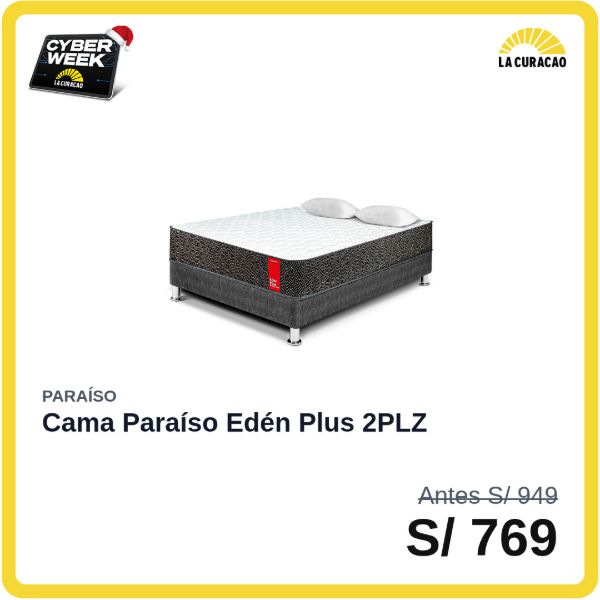 CYBER
WEEK
LA CURACAO
LA CURACAO
PARAÍSO
Cama Paraíso Edén Plus 2PLZ
Antes S/ 949
S/ 769